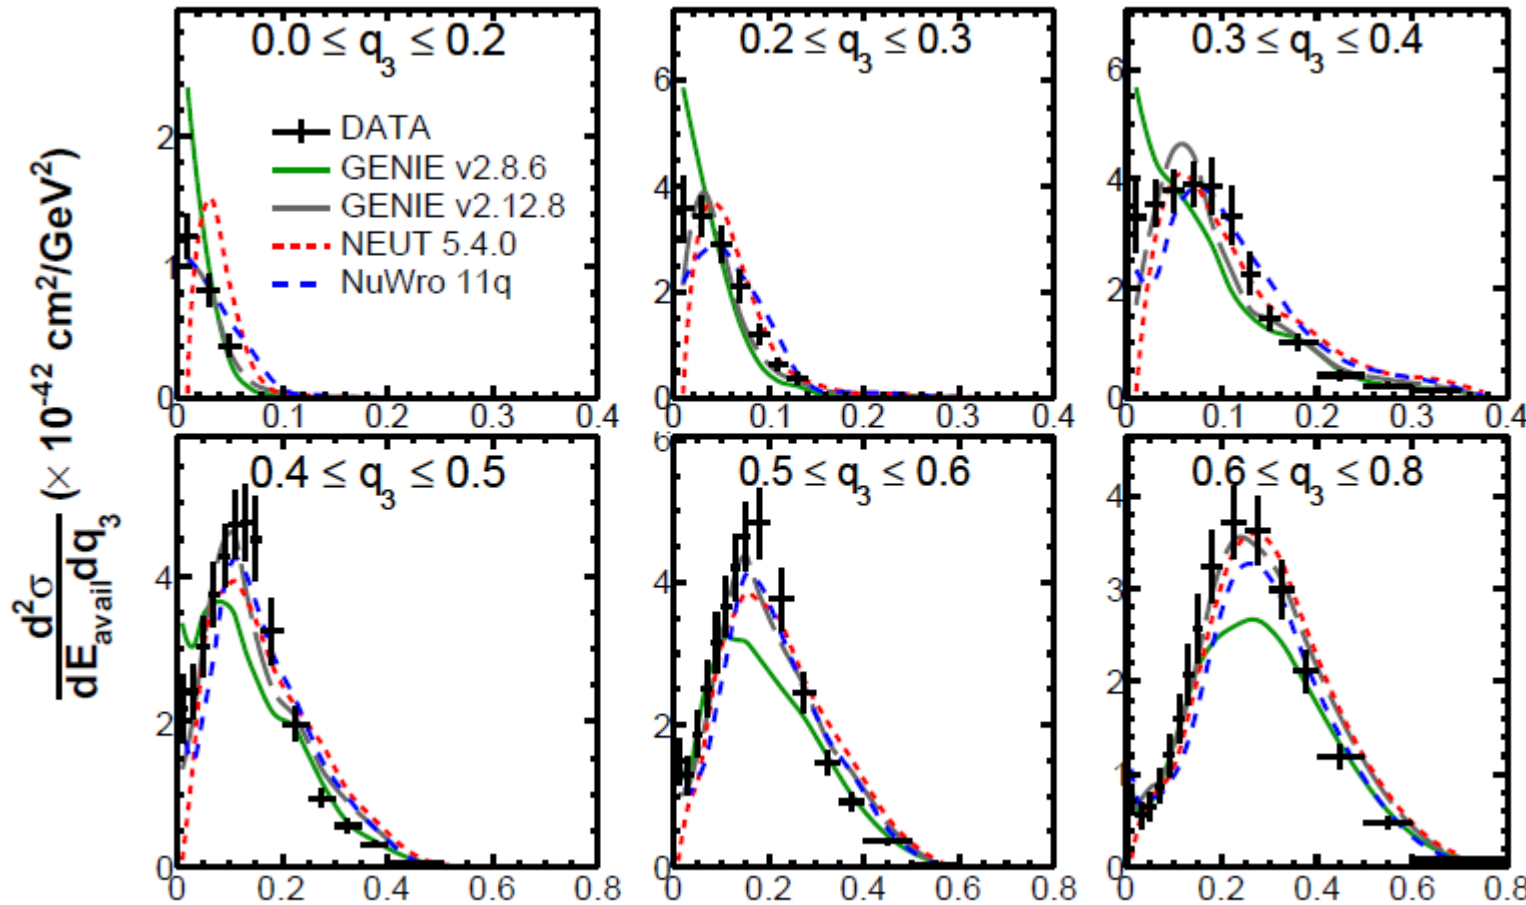 0.0 ≤ q₃ ≤ 0.2
DATA
GENIE v2.8.6
GENIE v2.12.8
NEUT 5.4.0
NuWro 11q
2
1
0
0 0.1 0.2 0.3 0.4
0.2 ≤ q₃ ≤ 0.3
6
4
2
0
0 0.1 0.2 0.3 0.4
0.3 ≤ q₃ ≤ 0.4
6
4
2
0
0 0.1 0.2 0.3 0.4
d²σ
dE_avail dq₃
(× 10⁻⁴² cm²/GeV²)
0.4 ≤ q₃ ≤ 0.5
4
2
0
0 0.2 0.4 0.6 0.8
0.5 ≤ q₃ ≤ 0.6
6
4
2
0
0 0.2 0.4 0.6 0.8
0.6 ≤ q₃ ≤ 0.8
4
3
2
1
0
0 0.2 0.4 0.6 0.8